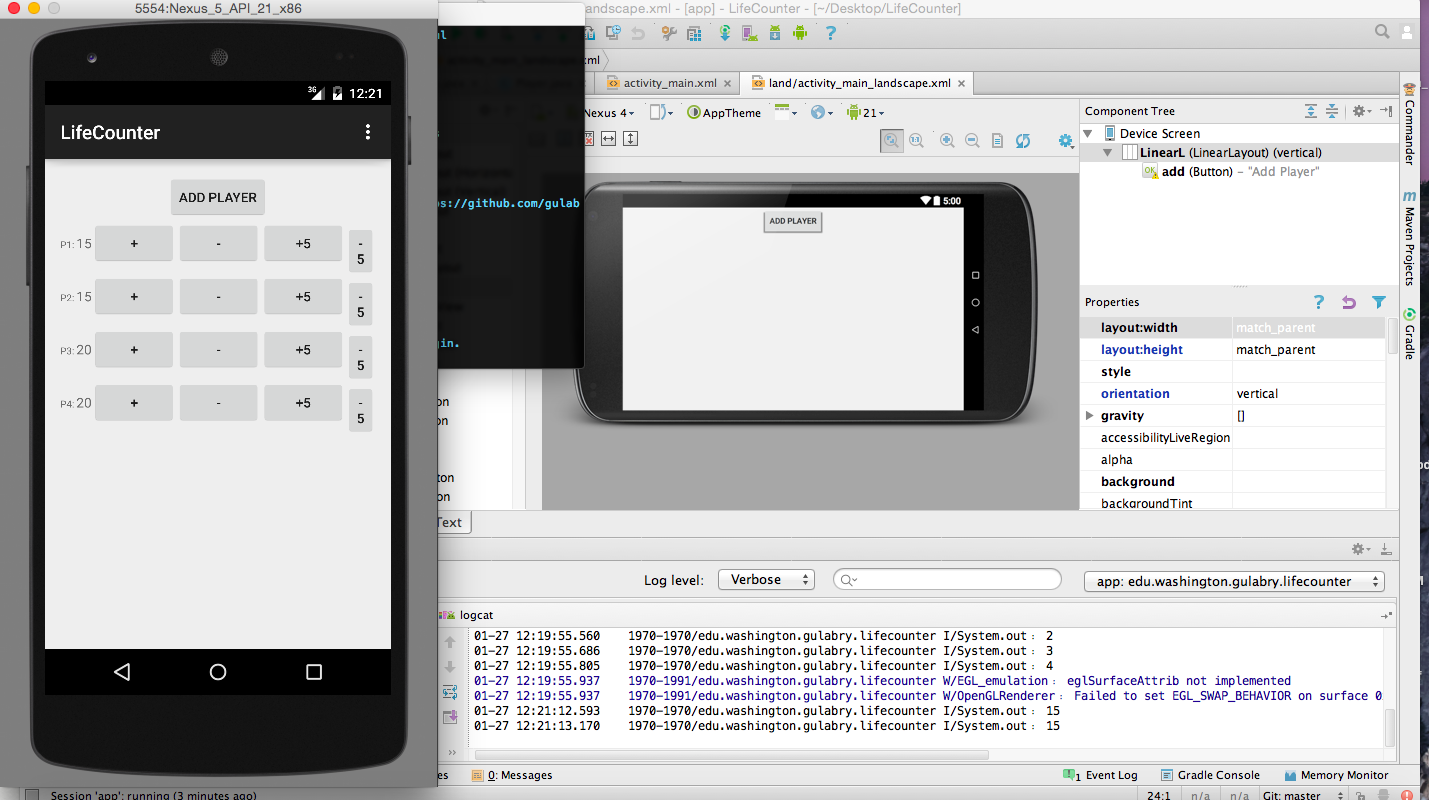 5554:Nexus_5_API_21_x86
landscape.xml - [app] - LifeCounter - [~/Desktop/LifeCounter]
3G 12:21
LifeCounter
ADD PLAYER
P1: 15 + - +5 -5
P2: 15 + - +5 -5
P3: 20 + - +5 -5
P4: 20 + - +5 -5
ml
s
ps://github.com/gulab
gin.
ml
activity_main.xml
land/activity_main_landscape.xml
Nexus 4
AppTheme
21
1:1
5:00
ADD PLAYER
on
on
ton
on
Text
Component Tree
Device Screen
LinearL (LinearLayout) (vertical)
OK add (Button) – "Add Player"
Properties
layout:width match_parent
layout:height match_parent
style
orientation vertical
gravity []
accessibilityLiveRegion
alpha
background
backgroundTint
Commander
m Maven Projects
Gradle
Log level: Verbose
app: edu.washington.gulabry.lifecounter
logcat
01-27 12:19:55.560 1970-1970/edu.washington.gulabry.lifecounter I/System.out﹕ 2
01-27 12:19:55.686 1970-1970/edu.washington.gulabry.lifecounter I/System.out﹕ 3
01-27 12:19:55.805 1970-1970/edu.washington.gulabry.lifecounter I/System.out﹕ 4
01-27 12:19:55.937 1970-1991/edu.washington.gulabry.lifecounter W/EGL_emulation﹕ eglSurfaceAttrib not implemented
01-27 12:19:55.937 1970-1991/edu.washington.gulabry.lifecounter W/OpenGLRenderer﹕ Failed to set EGL_SWAP_BEHAVIOR on surface 0
01-27 12:21:12.593 1970-1970/edu.washington.gulabry.lifecounter I/System.out﹕ 15
01-27 12:21:13.170 1970-1970/edu.washington.gulabry.lifecounter I/System.out﹕ 15
es
0: Messages
1 Event Log
Gradle Console
Memory Monitor
Session 'app': running (3 minutes ago)
24:1 n/a n/a Git: master